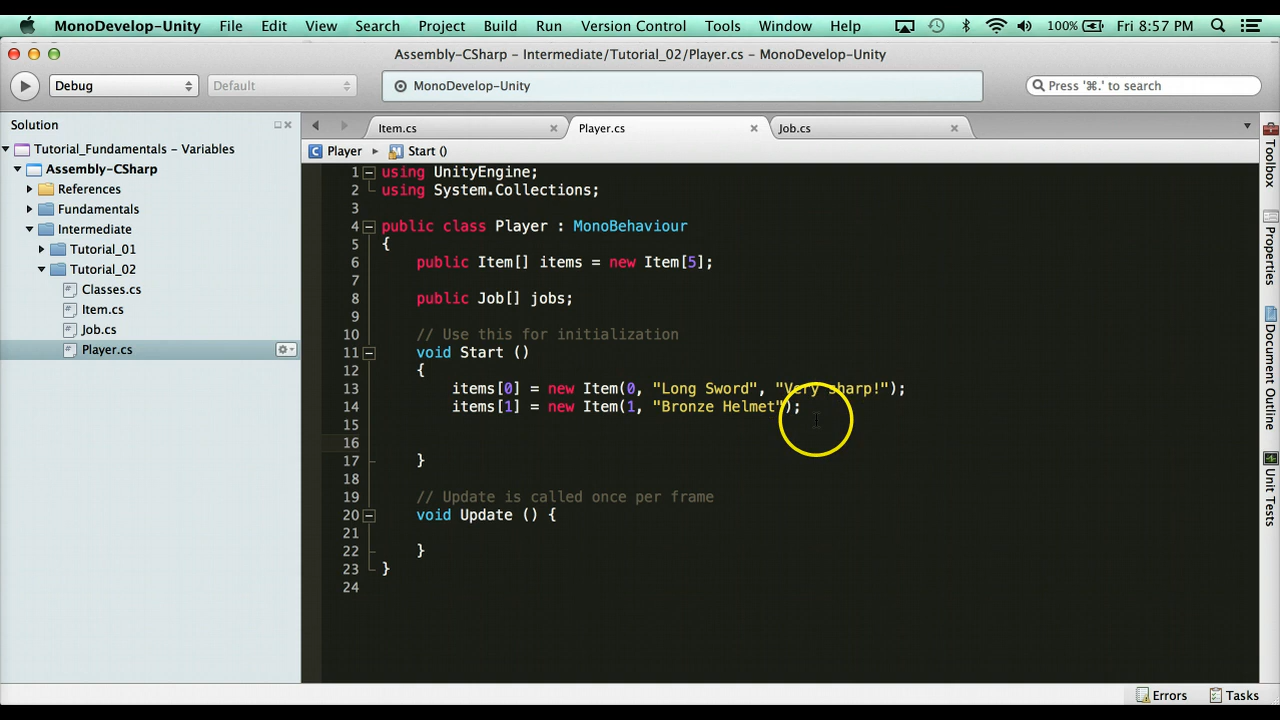 MonoDevelop-Unity File Edit View Search Project Build Run Version Control Tools Window Help 100% Fri 8:57 PM
Assembly-CSharp – Intermediate/Tutorial_02/Player.cs – MonoDevelop-Unity
Debug Default MonoDevelop-Unity Press '⌘.' to search
Solution Item.cs Player.cs Job.cs
Tutorial_Fundamentals – Variables
Assembly-CSharp
References
Fundamentals
Intermediate
Tutorial_01
Tutorial_02
Classes.cs
Item.cs
Job.cs
Player.cs
C Player Start ()
1 using UnityEngine;
2 using System.Collections;
3
4 public class Player : MonoBehaviour
5 {
6 public Item[] items = new Item[5];
7
8 public Job[] jobs;
9
10 // Use this for initialization
11 void Start ()
12 {
13 items[0] = new Item(0, "Long Sword", "Very sharp!");
14 items[1] = new Item(1, "Bronze Helmet");
15
16
17 }
18
19 // Update is called once per frame
20 void Update () {
21
22 }
23 }
24
Toolbox
Properties
Document Outline
Unit Tests
Errors Tasks